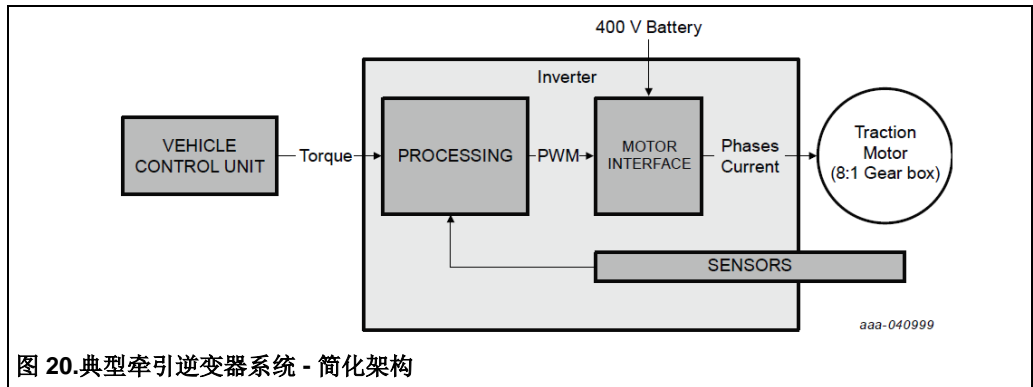 400 V Battery
Inverter
VEHICLE
CONTROL UNIT
Torque
PROCESSING
PWM
MOTOR
INTERFACE
Phases
Current
Traction
Motor
(8:1 Gear box)
SENSORS
aaa-040999
图 20.典型牵引逆变器系统 - 简化架构